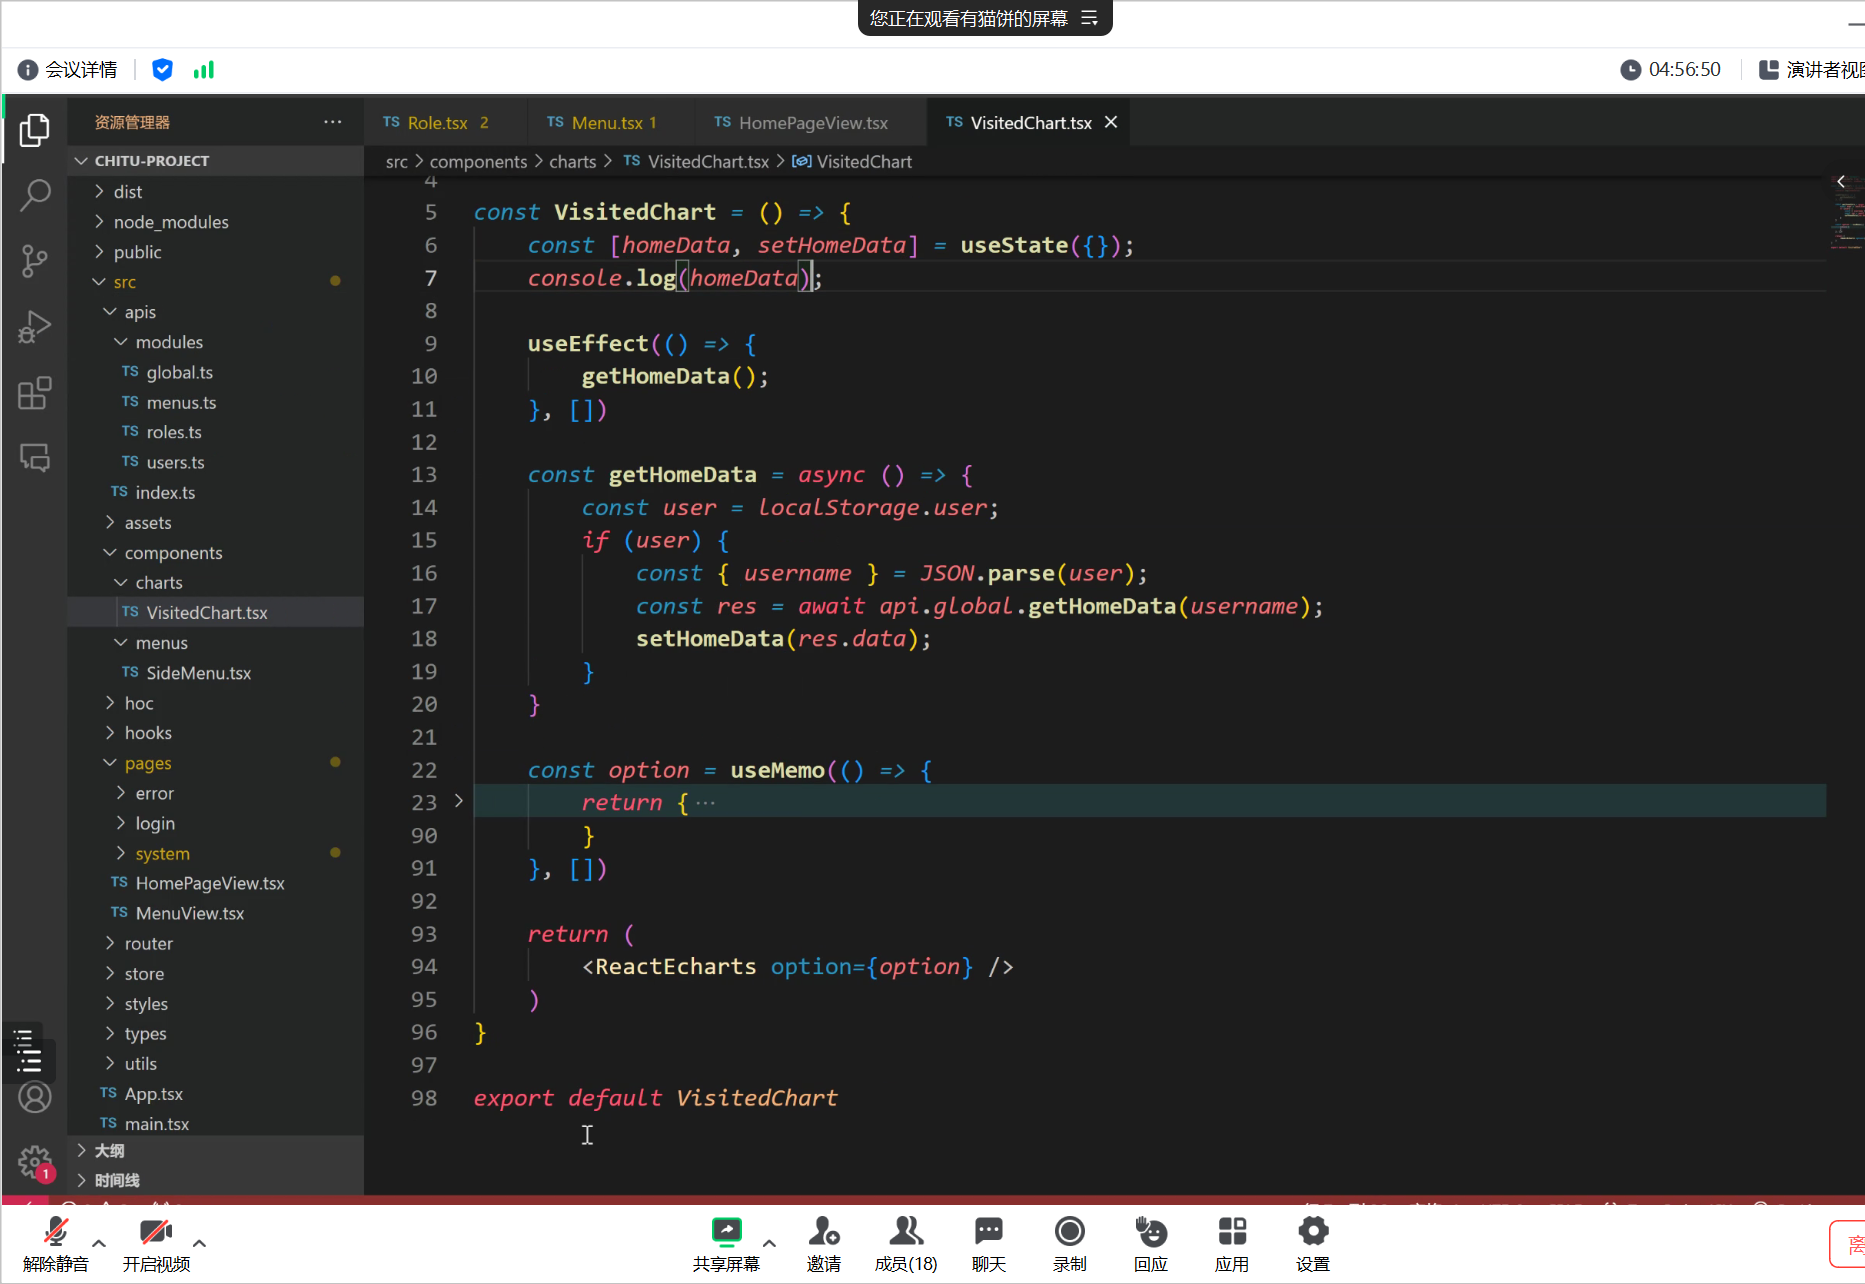 您正在观看有猫饼的屏幕
会议详情
04:56:50
演讲者视图
资源管理器 ···
CHITU-PROJECT
dist
node_modules
public
src
apis
modules
TS global.ts
TS menus.ts
TS roles.ts
TS users.ts
TS index.ts
assets
components
charts
TS VisitedChart.tsx
menus
TS SideMenu.tsx
hoc
hooks
pages
error
login
system
TS HomePageView.tsx
TS MenuView.tsx
router
store
styles
types
utils
TS App.tsx
TS main.tsx
大纲
时间线
1
TS Role.tsx 2
TS Menu.tsx 1
TS HomePageView.tsx
TS VisitedChart.tsx
src > components > charts > TS VisitedChart.tsx > VisitedChart
4
5 const VisitedChart = () => {
6 const [homeData, setHomeData] = useState({});
7 console.log(homeData);
8
9 useEffect(() => {
10 getHomeData();
11 }, [])
12
13 const getHomeData = async () => {
14 const user = localStorage.user;
15 if (user) {
16 const { username } = JSON.parse(user);
17 const res = await api.global.getHomeData(username);
18 setHomeData(res.data);
19 }
20 }
21
22 const option = useMemo(() => {
23 return { ···
90 }
91 }, [])
92
93 return (
94 <ReactEcharts option={option} />
95 )
96 }
97
98 export default VisitedChart
解除静音
开启视频
共享屏幕
邀请
成员(18)
聊天
录制
回应
应用
设置
离